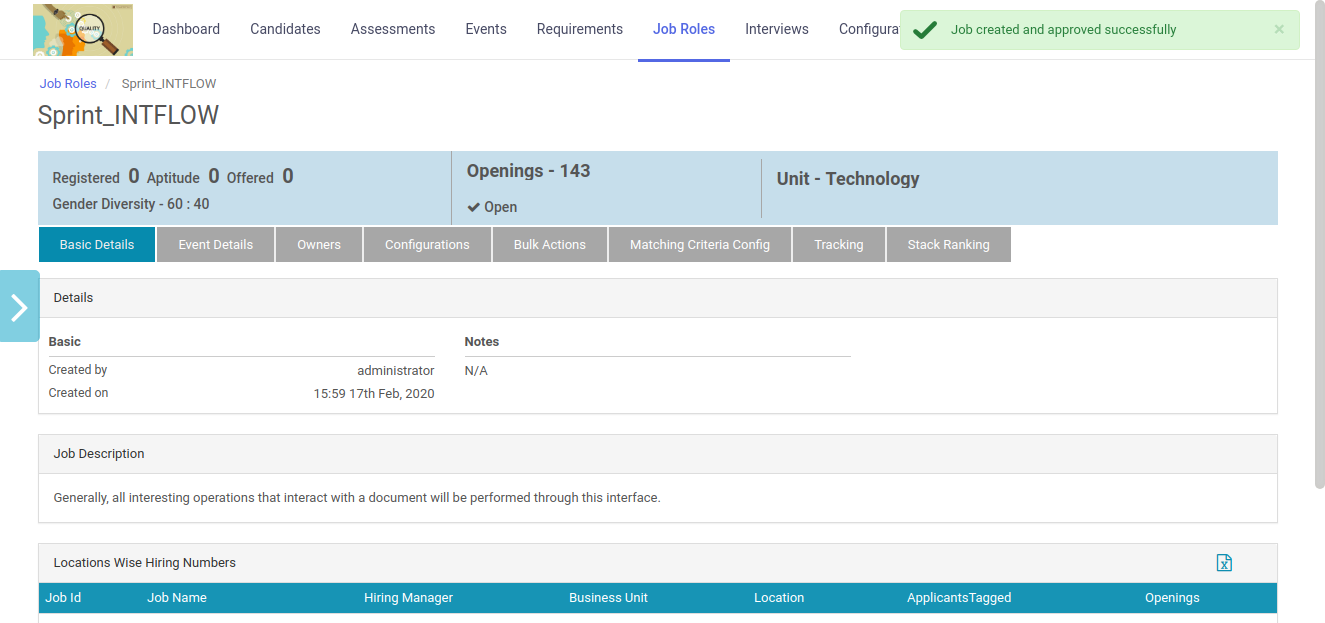 QUALITY
Dashboard Candidates Assessments Events Requirements Job Roles Interviews Configura
Job created and approved successfully ×
Job Roles / Sprint_INTFLOW
Sprint_INTFLOW
Registered 0 Aptitude 0 Offered 0
Gender Diversity - 60 : 40
Openings - 143
Open
Unit - Technology
Basic Details Event Details Owners Configurations Bulk Actions Matching Criteria Config Tracking Stack Ranking
Details
Basic
Created by administrator
Created on 15:59 17th Feb, 2020
Notes
N/A
Job Description
Generally, all interesting operations that interact with a document will be performed through this interface.
Locations Wise Hiring Numbers
Job Id Job Name Hiring Manager Business Unit Location ApplicantsTagged Openings